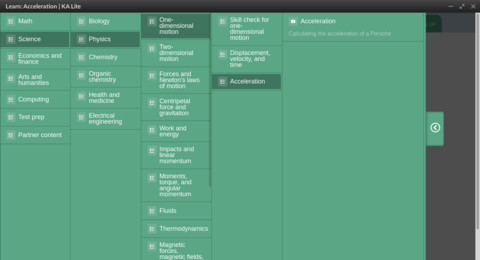 Learn: Acceleration | KA Lite
Math
Science
Economics and
finance
Arts and
humanities
Computing
Test prep
Partner content
Biology
Physics
Chemistry
Organic
chemistry
Health and
medicine
Electrical
engineering
One-
dimensional
motion
Two-
dimensional
motion
Forces and
Newton's laws
of motion
Centripetal
force and
gravitation
Work and
energy
Impacts and
linear
momentum
Moments,
torque, and
angular
momentum
Fluids
Thermodynamics
Magnetic
forces,
magnetic fields,
Skill check for
one-
dimensional
motion
Displacement,
velocity, and
time
Acceleration
Acceleration
Calculating the acceleration of a Porsche